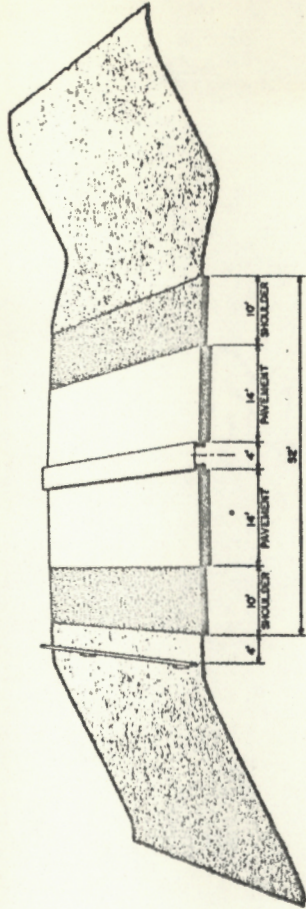 4'
10'
SHOULDER
14'
PAVEMENT
4'
14'
PAVEMENT
10'
SHOULDER
52'